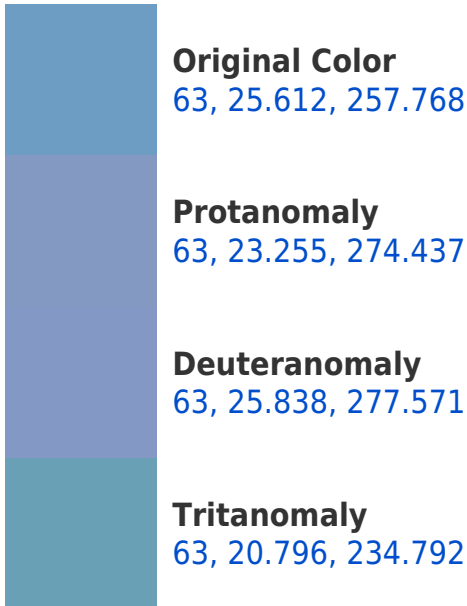 Original Color
63, 25.612, 257.768
Protanomaly
63, 23.255, 274.437
Deuteranomaly
63, 25.838, 277.571
Tritanomaly
63, 20.796, 234.792